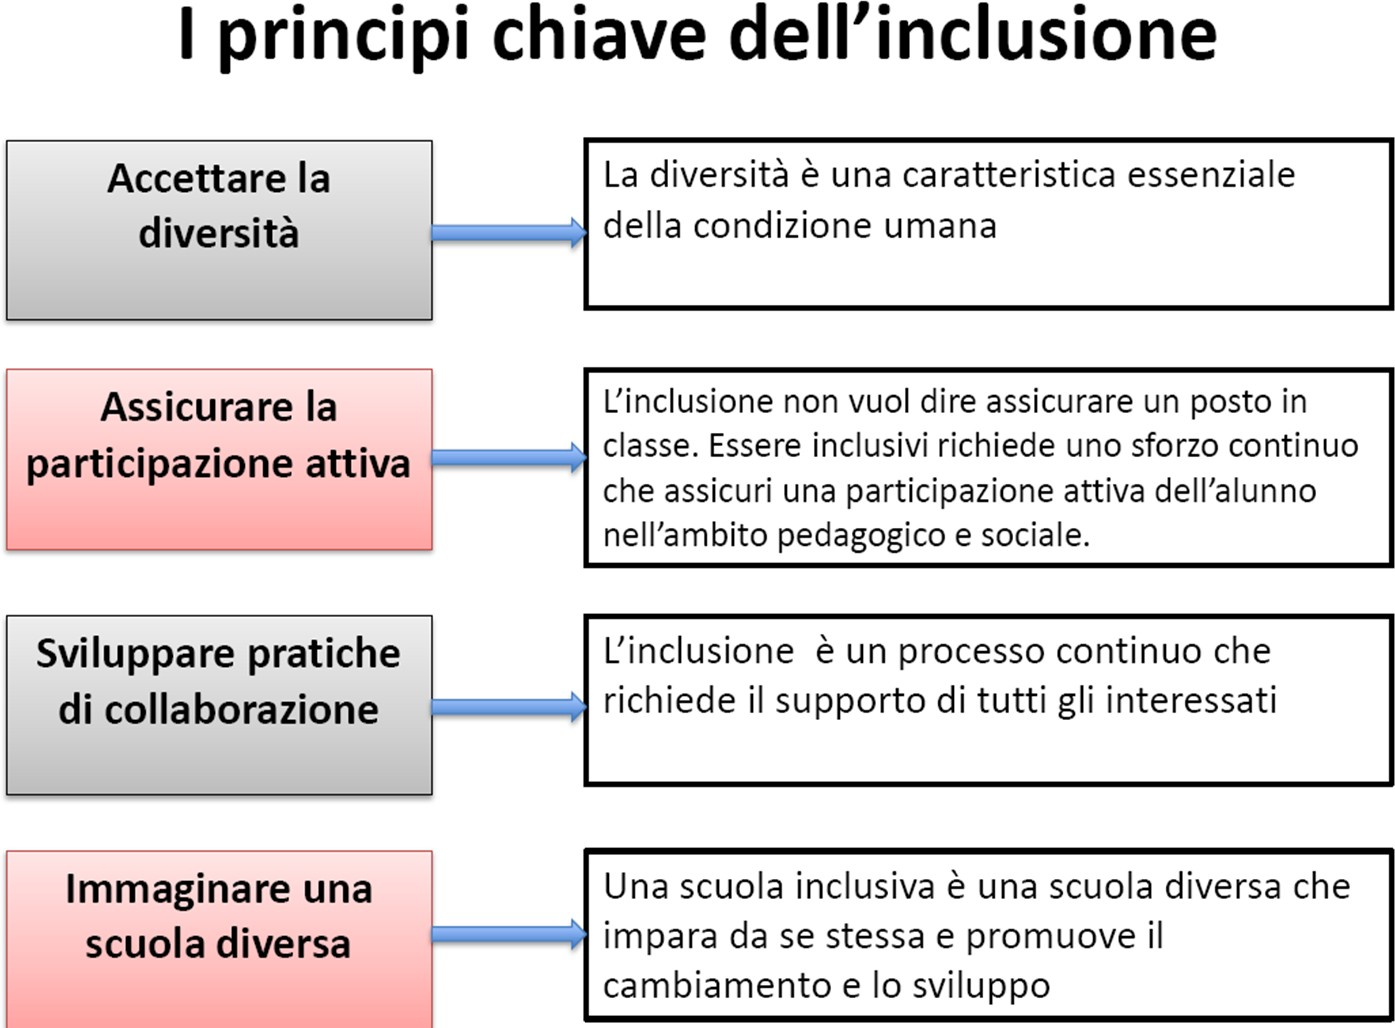 I principi chiave dell’inclusione
Accettare la
diversità
La diversità è una caratteristica essenziale
della condizione umana
Assicurare la
participazione attiva
L’inclusione non vuol dire assicurare un posto in
classe. Essere inclusivi richiede uno sforzo continuo
che assicuri una participazione attiva dell’alunno
nell’ambito pedagogico e sociale.
Sviluppare pratiche
di collaborazione
L’inclusione  è un processo continuo che
richiede il supporto di tutti gli interessati
Immaginare una
scuola diversa
Una scuola inclusiva è una scuola diversa che
impara da se stessa e promuove il
cambiamento e lo sviluppo